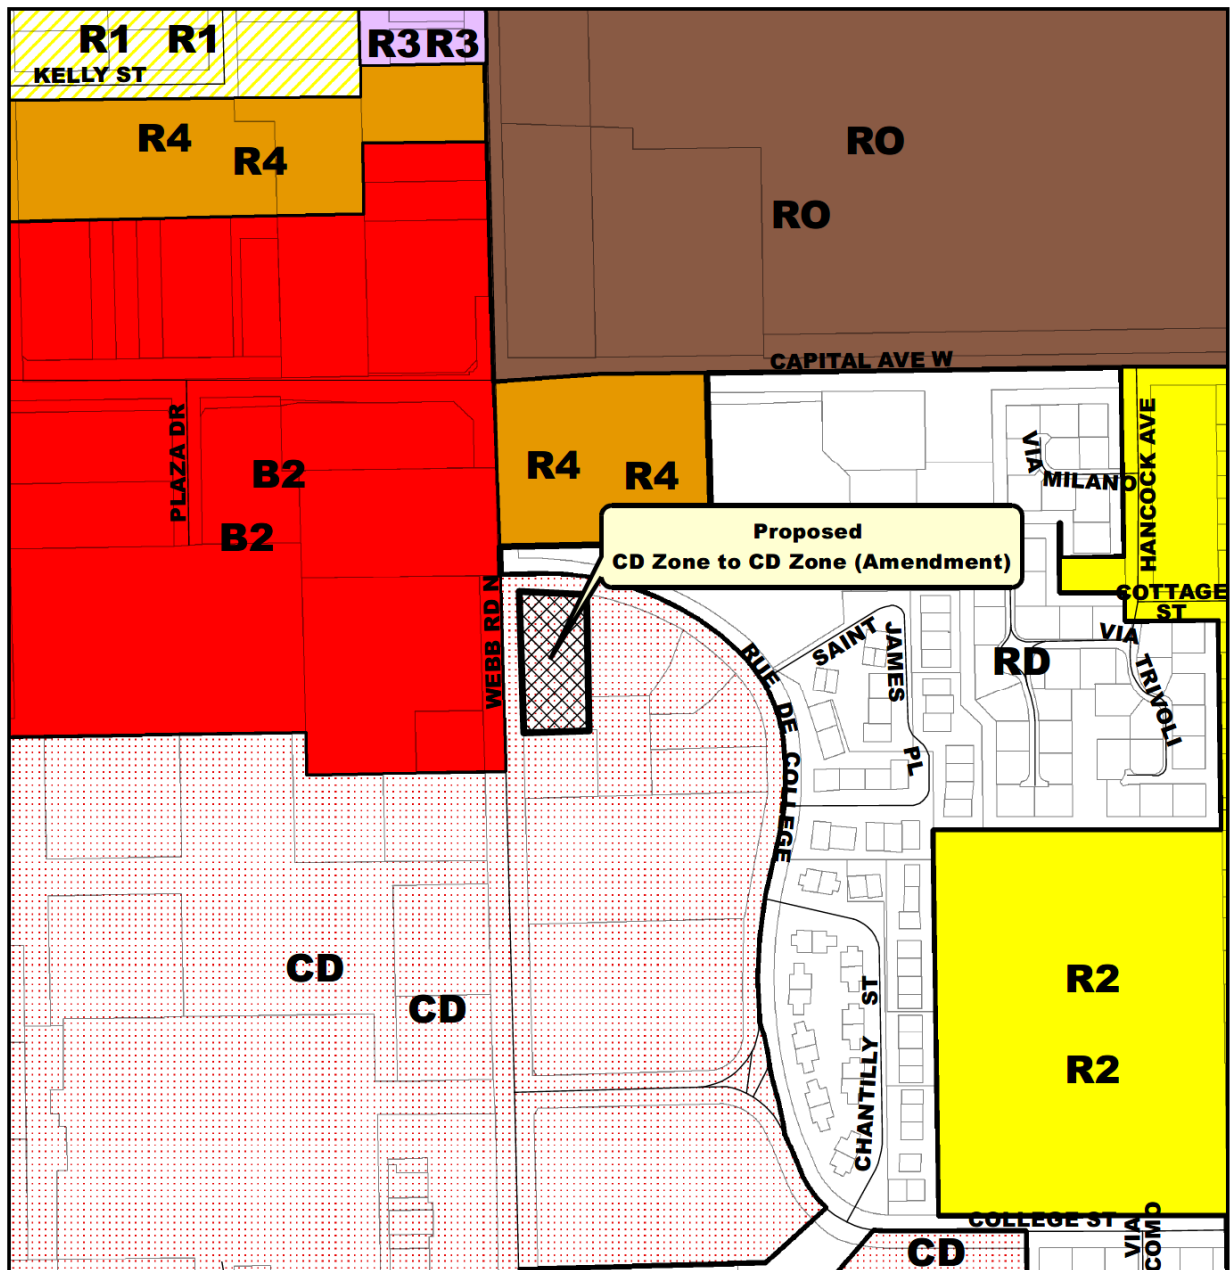 R1 R1
R3 R3
KELLY ST
R4
R4
RO
RO
CAPITAL AVE W
PLAZA DR
B2
B2
R4
R4
VIA
MILANO
HANCOCK AVE
Proposed
CD Zone to CD Zone (Amendment)
COTTAGE
ST
WEBB RD N
RUE DE COLLEGE
SAINT
JAMES
PL
RD
VIA
TRIVOLI
CD
CD
R2
R2
CHANTILLY ST
COLLEGE ST
VIA
COMO
CD